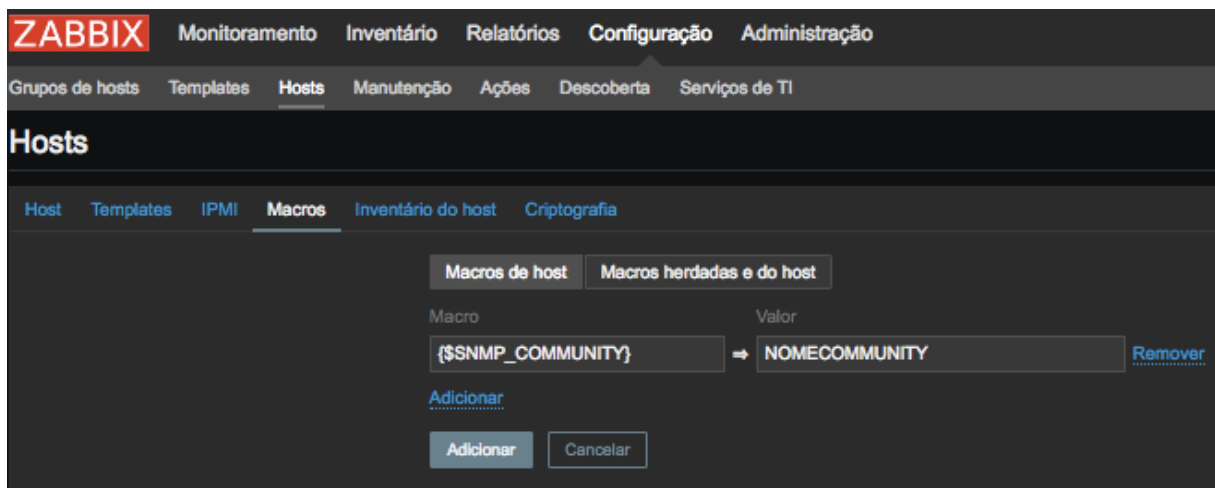 ZABBIX Monitoramento Inventário Relatórios Configuração Administração
Grupos de hosts Templates Hosts Manutenção Ações Descoberta Serviços de TI
Hosts
Host Templates IPMI Macros Inventário do host Criptografia
Macros de host Macros herdadas e do host
Macro Valor
{$SNMP_COMMUNITY} ⇒ NOMECOMMUNITY Remover
Adicionar
Adicionar Cancelar